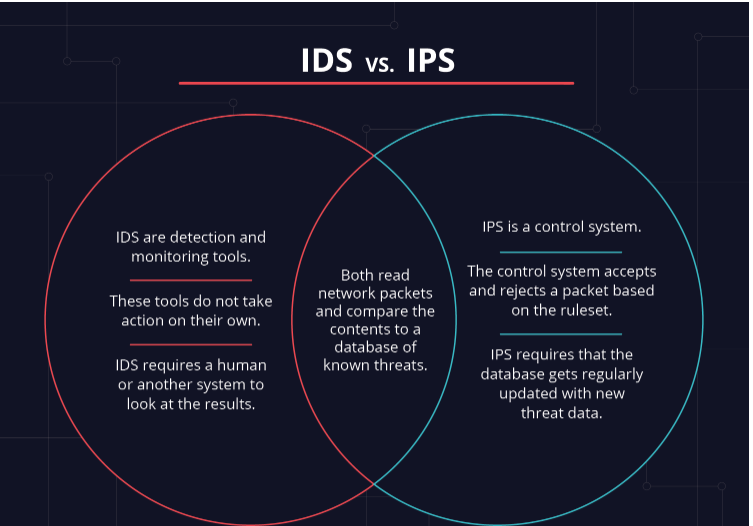 IDS vs. IPS
IDS are detection and
monitoring tools.
These tools do not take
action on their own.
IDS requires a human
or another system to
look at the results.
Both read
network packets
and compare the
contents to a
database of
known threats.
IPS is a control system.
The control system accepts
and rejects a packet based
on the ruleset.
IPS requires that the
database gets regularly
updated with new
threat data.